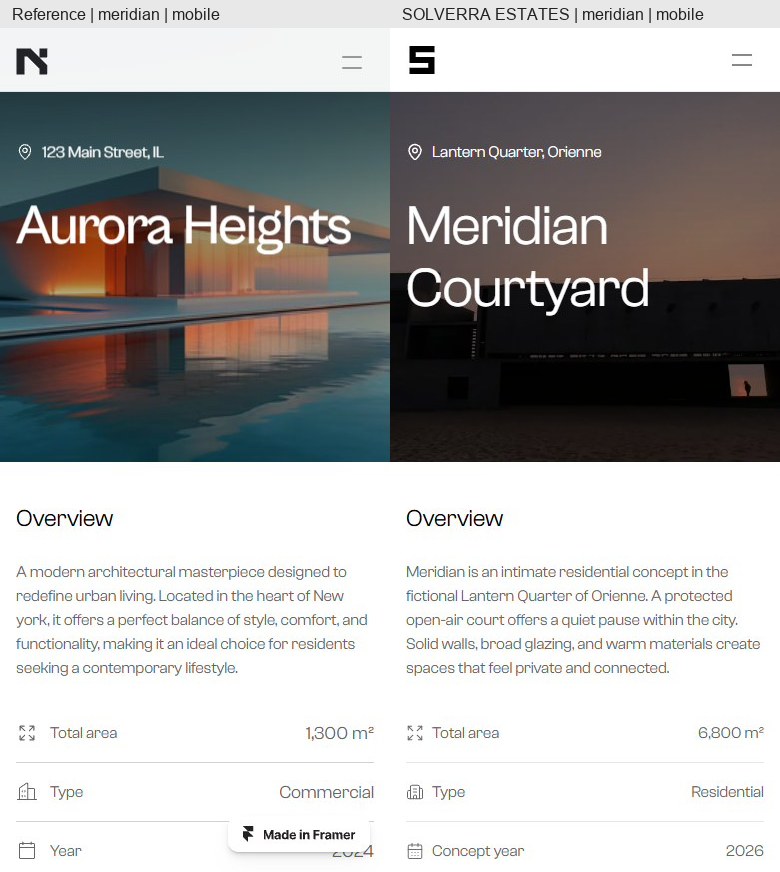 Reference | meridian | mobile
SOLVERRA ESTATES | meridian | mobile
123 Main Street, IL
Aurora Heights
Overview
A modern architectural masterpiece designed to
redefine urban living. Located in the heart of New
york, it offers a perfect balance of style, comfort, and
functionality, making it an ideal choice for residents
seeking a contemporary lifestyle.
Total area 1,300 m²
Type Commercial
Made in Framer
Year 2024
S
Lantern Quarter, Orienne
Meridian
Courtyard
Overview
Meridian is an intimate residential concept in the
fictional Lantern Quarter of Orienne. A protected
open-air court offers a quiet pause within the city.
Solid walls, broad glazing, and warm materials create
spaces that feel private and connected.
Total area 6,800 m²
Type Residential
Concept year 2026